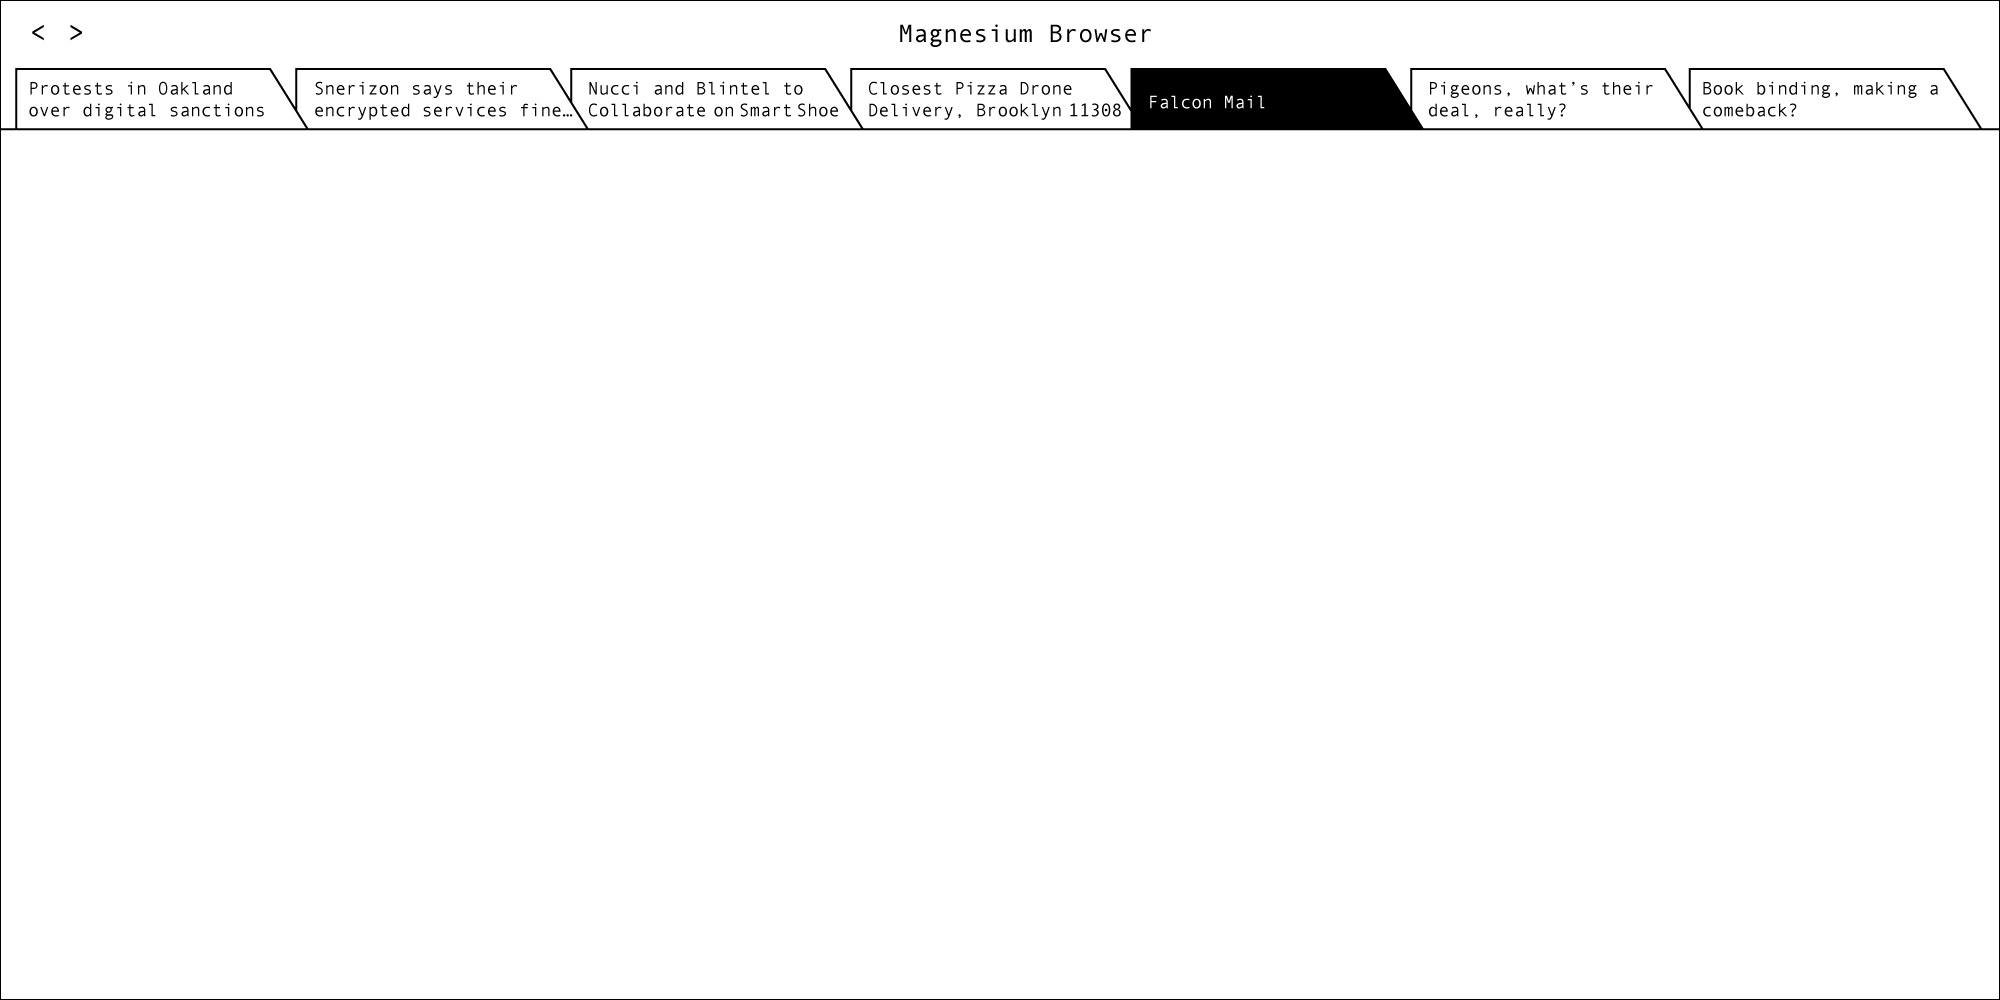 < >
Magnesium Browser
Protests in Oakland
over digital sanctions
Snerizon says their
encrypted services fine…
Nucci and Blintel to
Collaborate on Smart Shoe
Closest Pizza Drone
Delivery, Brooklyn 11308
Falcon Mail
Pigeons, what’s their
deal, really?
Book binding, making a
comeback?